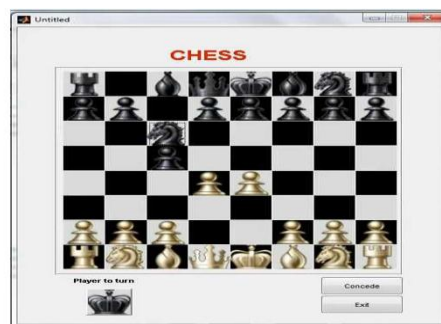 Untitled
CHESS
Player to turn
Concede
Exit